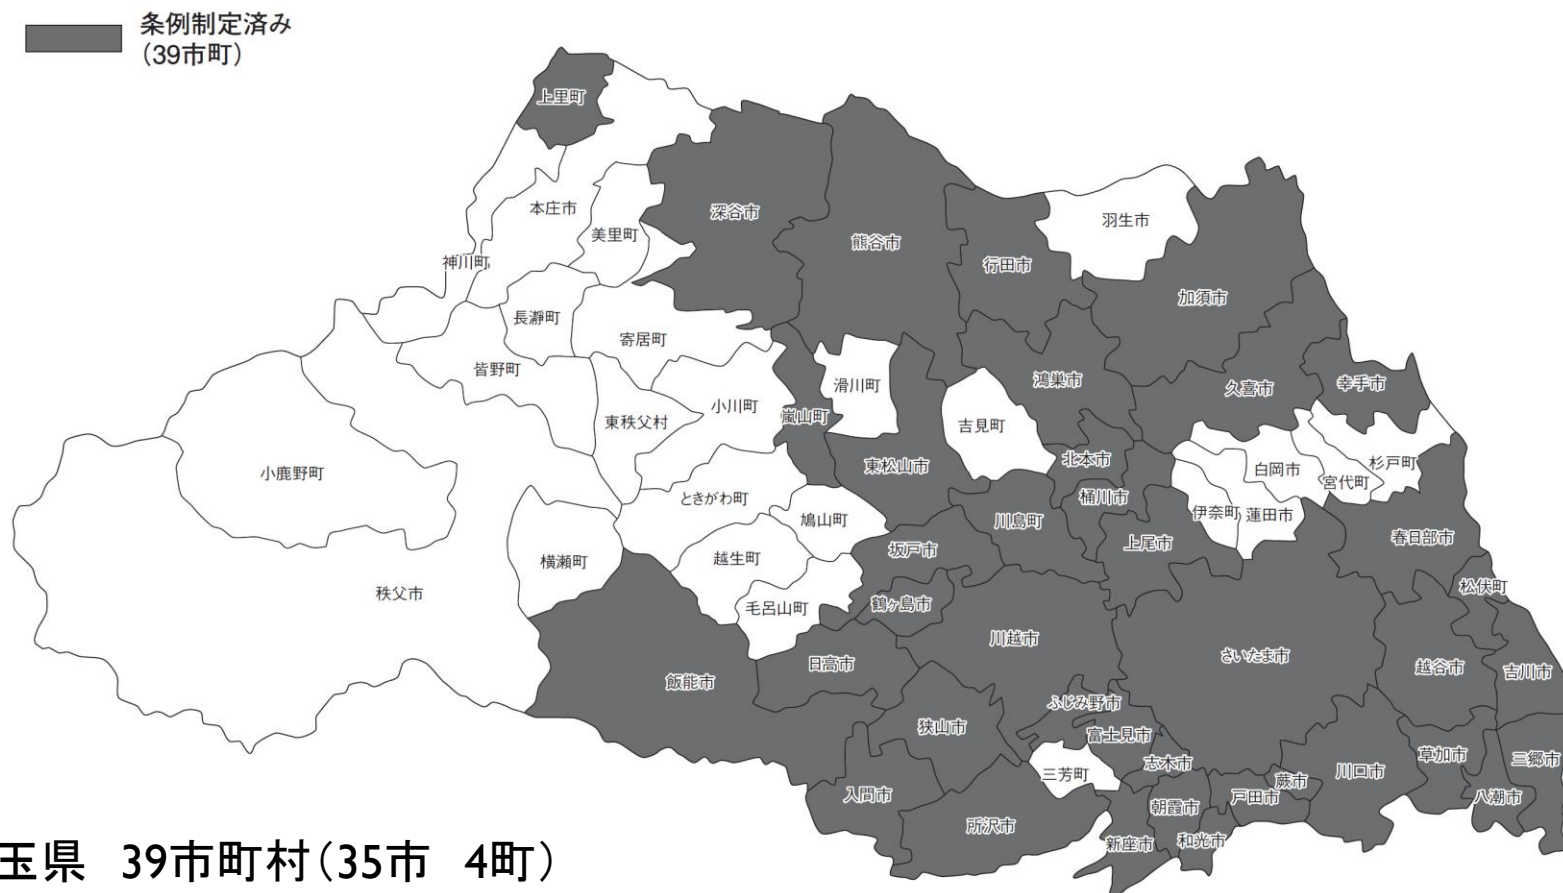 条例制定済み
（39市町）
上里町
本庄市
美里町
深谷市
熊谷市
羽生市
神川町
行田市
加須市
長瀞町
寄居町
皆野町
滑川町
鴻巣市
久喜市
幸手市
東秩父村
小川町
嵐山町
吉見町
小鹿野町
東松山市
北本市
白岡市
杉戸町
宮代町
ときがわ町
鳩山町
川島町
桶川市
伊奈町
蓮田市
横瀬町
越生町
坂戸市
上尾市
春日部市
松伏町
秩父市
毛呂山町
鶴ヶ島市
川越市
さいたま市
越谷市
吉川市
飯能市
日高市
ふじみ野市
狭山市
富士見市
三芳町
志木市
川口市
草加市
三郷市
入間市
所沢市
朝霞市
戸田市
蕨市
八潮市
新座市
和光市
玉県　39市町村（35市　4町）